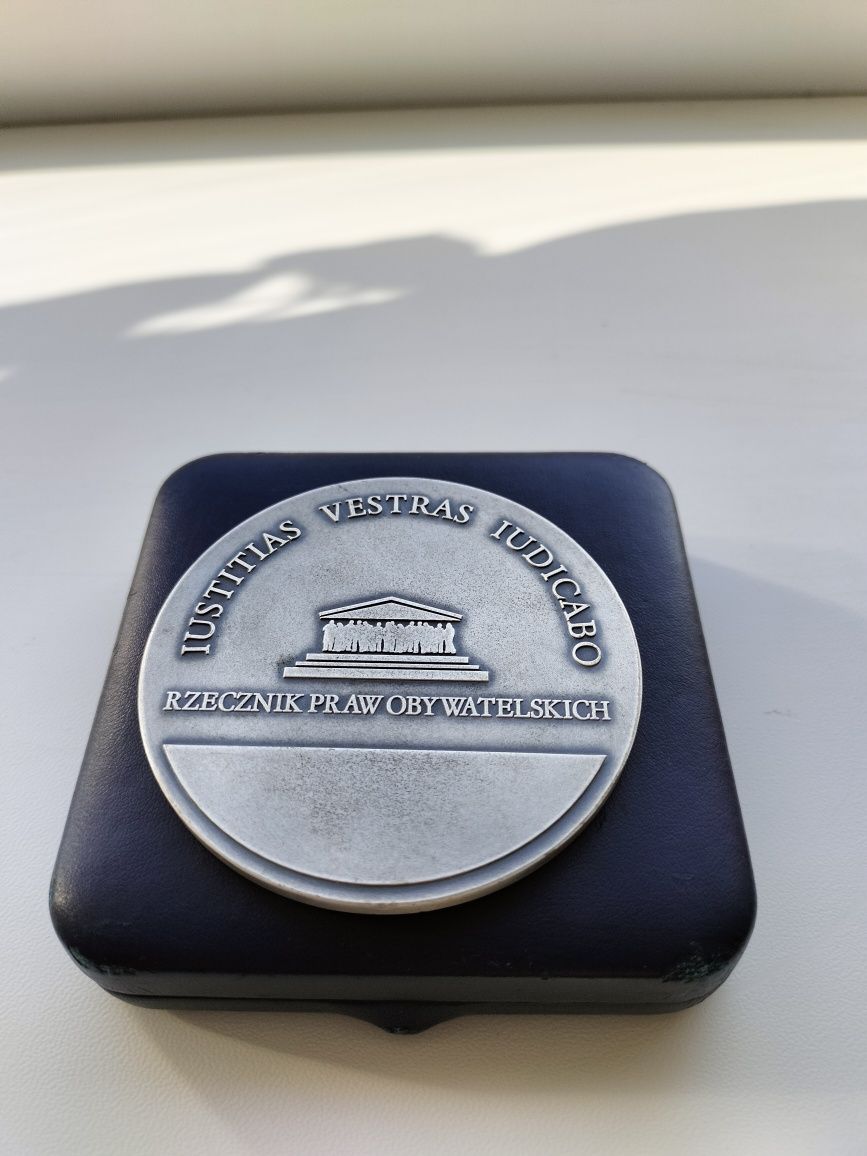 IUSTITIAS VESTRAS IUDICABO
RZECZNIK PRAW OBYWATELSKICH